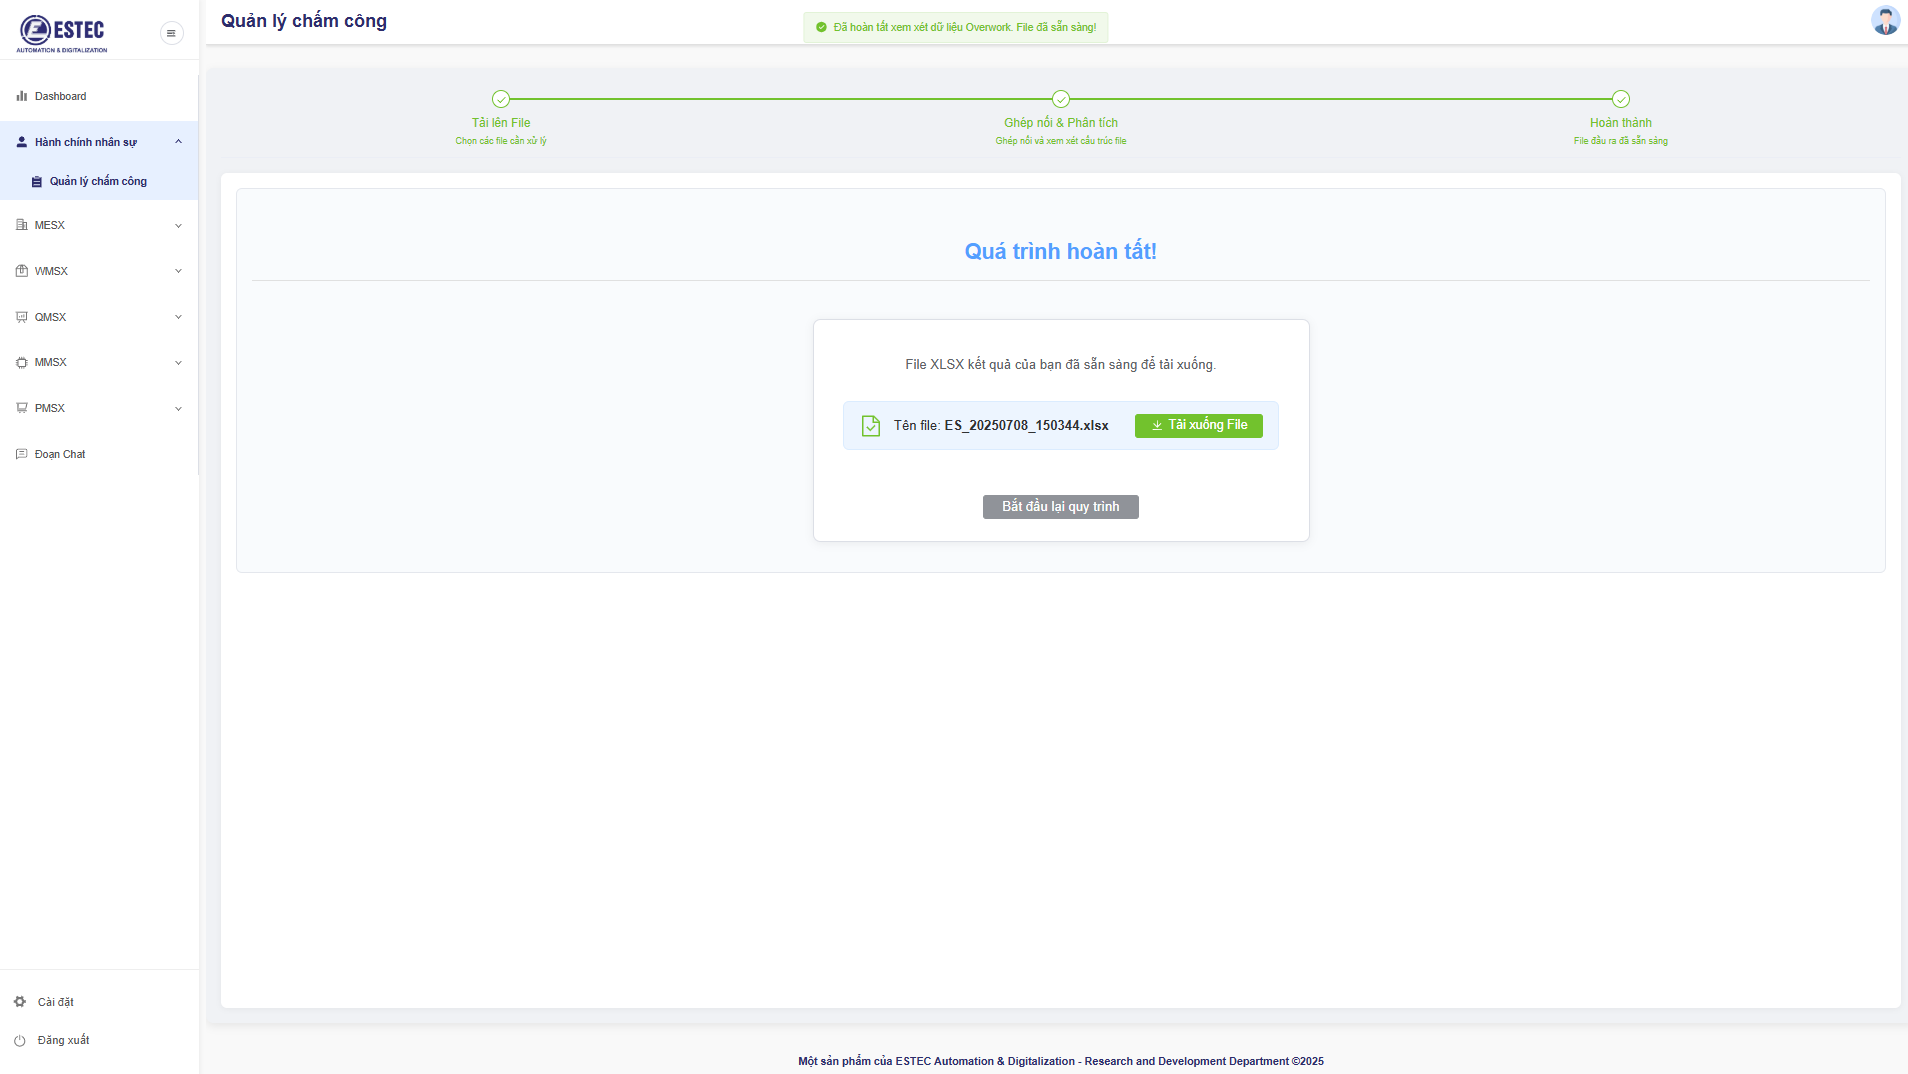 ESTEC
AUTOMATION & DIGITALIZATION
Quản lý chấm công
Đã hoàn tất xem xét dữ liệu Overwork. File đã sẵn sàng!
Dashboard
Hành chính nhân sự
Quản lý chấm công
MESX
WMSX
QMSX
MMSX
PMSX
Đoạn Chat
Cài đặt
Đăng xuất
Tải lên File
Chọn các file cần xử lý
Ghép nối & Phân tích
Ghép nối và xem xét cấu trúc file
Hoàn thành
File đầu ra đã sẵn sàng
Quá trình hoàn tất!
File XLSX kết quả của bạn đã sẵn sàng để tải xuống.
Tên file: ES_20250708_150344.xlsx
Tải xuống File
Bắt đầu lại quy trình
Một sản phẩm của ESTEC Automation & Digitalization - Research and Development Department ©2025